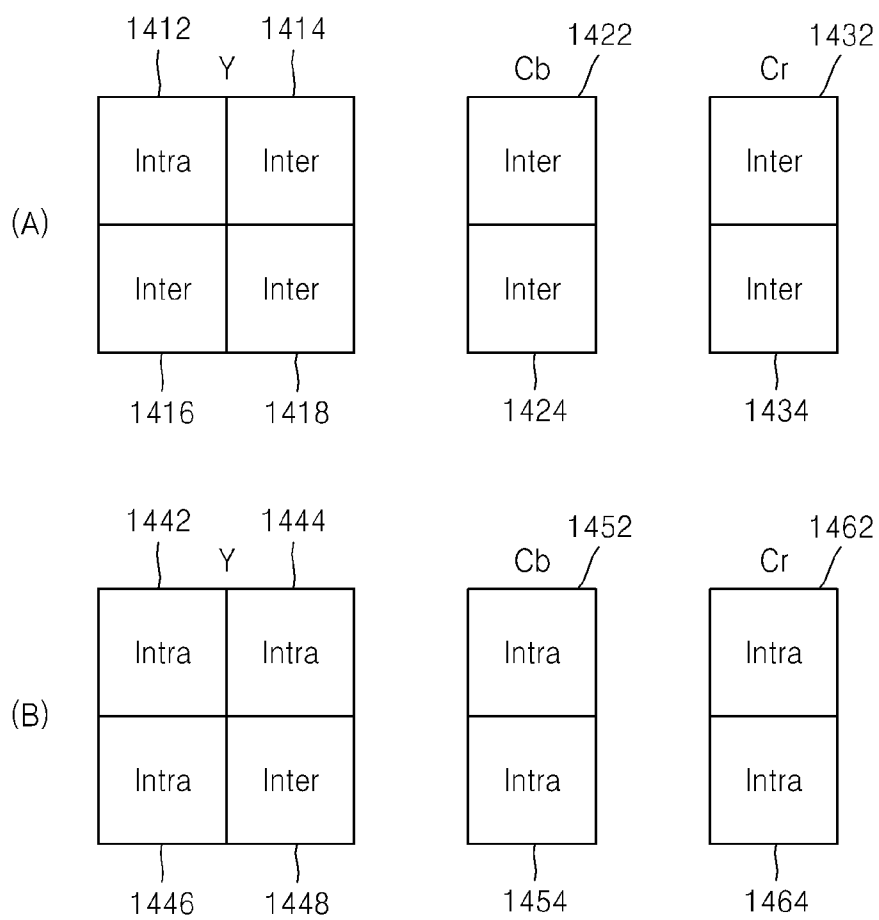 1412 1414 1422 1432
Y Cb Cr
Intra Inter Inter Inter
(A)
Inter Inter Inter Inter
1416 1418 1424 1434
1442 1444 1452 1462
Y Cb Cr
Intra Intra Intra Intra
(B)
Intra Inter Intra Intra
1446 1448 1454 1464